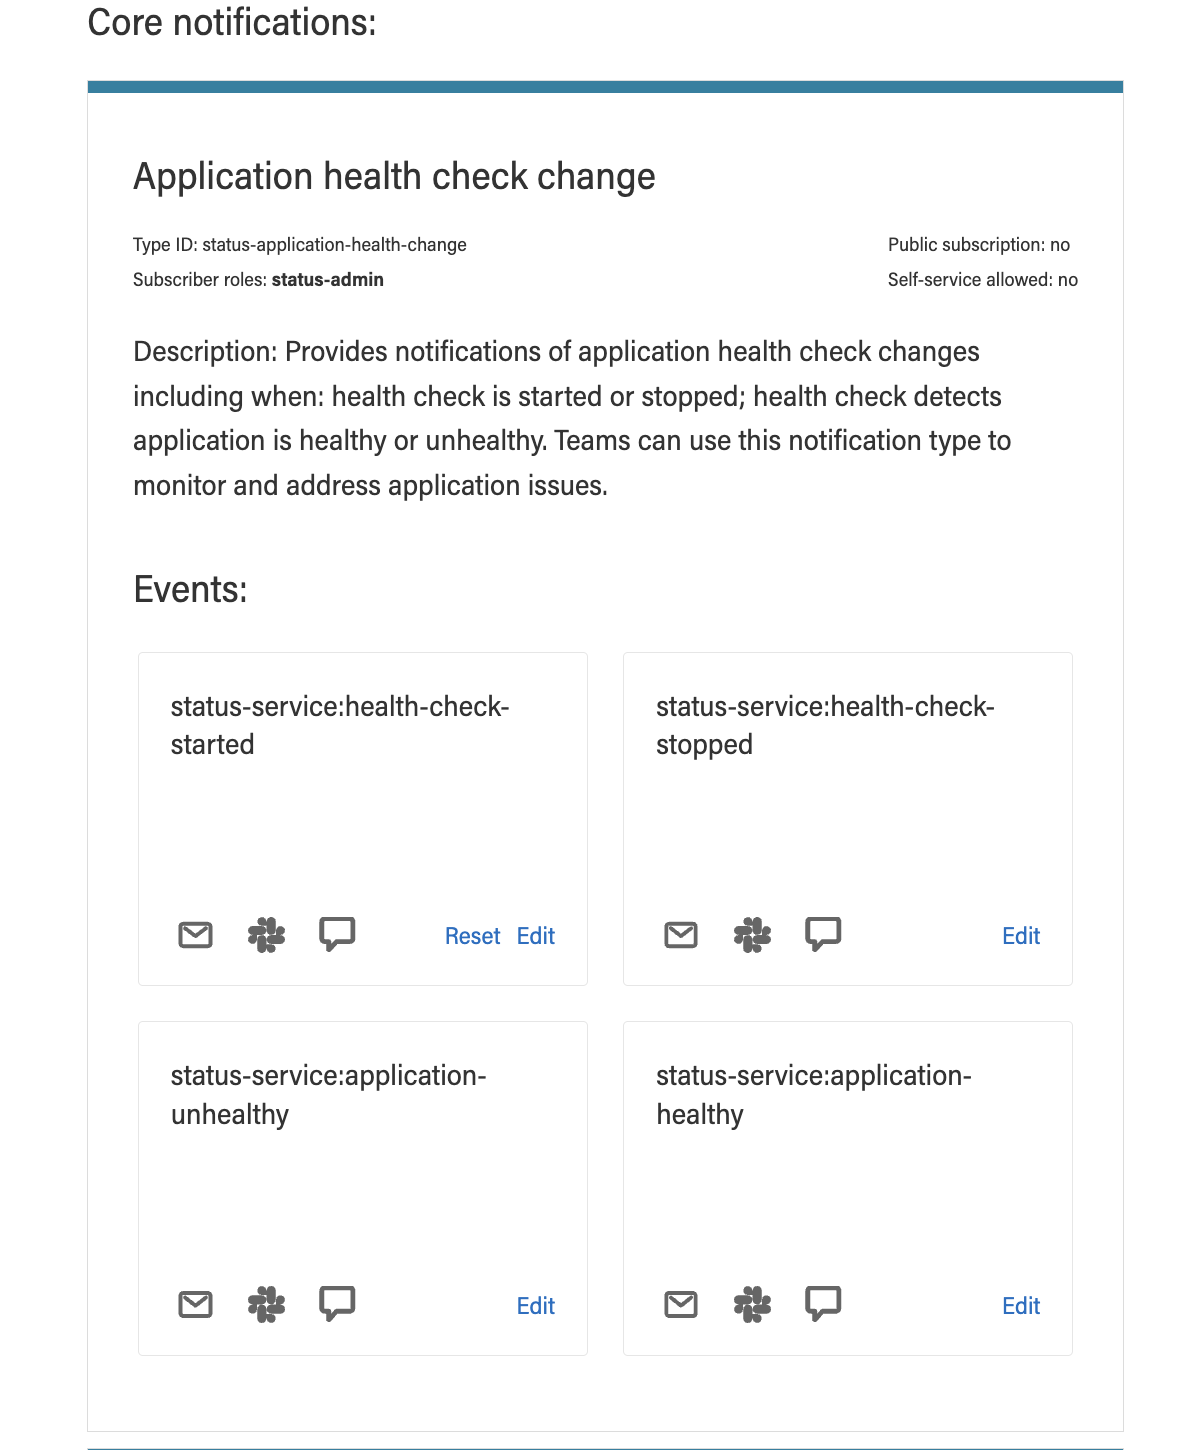 Core notifications:
Application health check change
Type ID: status-application-health-change
Public subscription: no
Subscriber roles: status-admin
Self-service allowed: no
Description: Provides notifications of application health check changes
including when: health check is started or stopped; health check detects
application is healthy or unhealthy. Teams can use this notification type to
monitor and address application issues.
Events:
status-service:health-check-
started
Reset Edit
status-service:health-check-
stopped
Edit
status-service:application-
unhealthy
Edit
status-service:application-
healthy
Edit